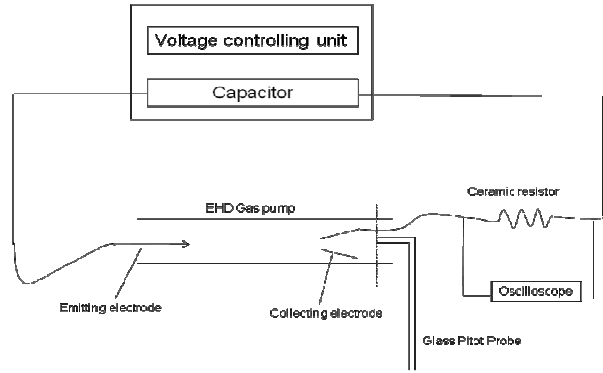 Voltage controlling unit
Capacitor
Ceramic resistor
EHD Gas pump
Oscilloscope
Emitting electrode
Collecting electrode
Glass Pitot Probe